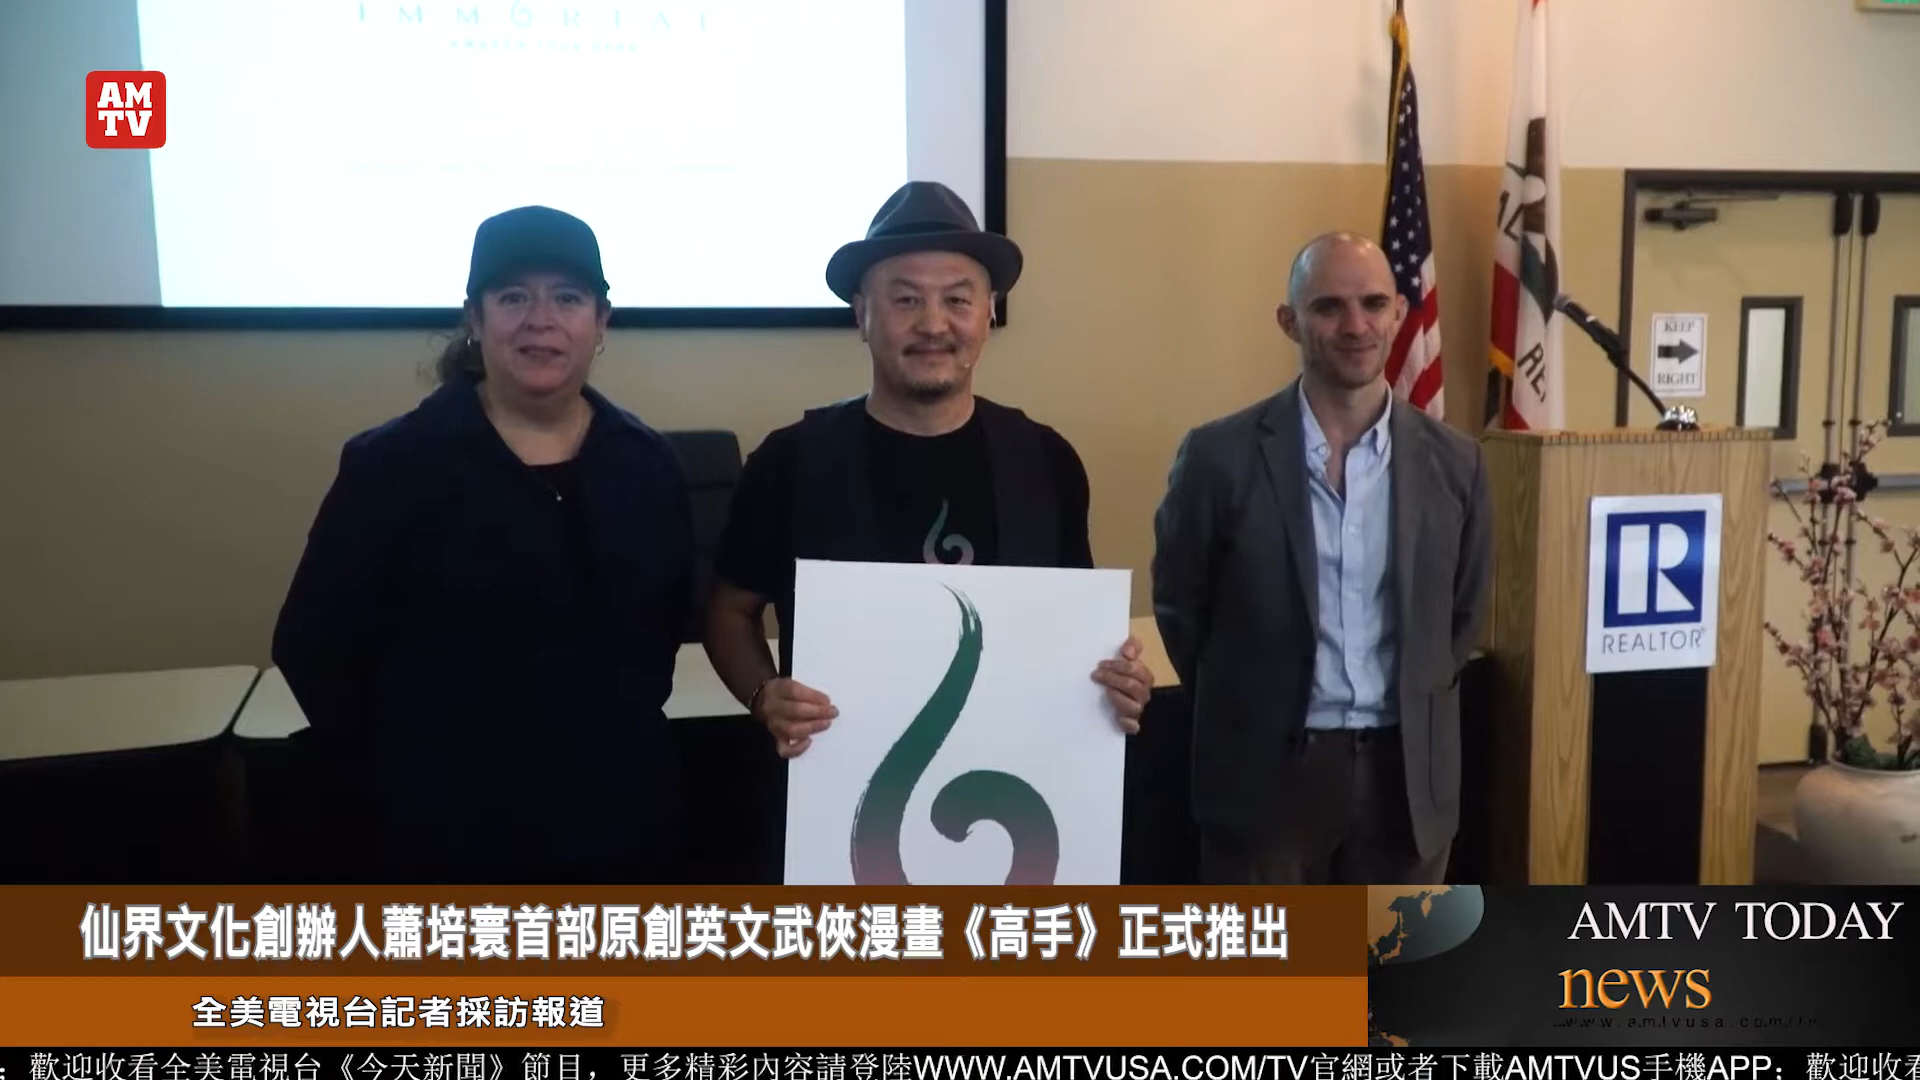 IMM6RTAL
AM
TV
KEEP
RIGHT
R
REALTOR
仙界文化創辦人蕭培寰首部原創英文武俠漫畫《高手》正式推出
全美電視台記者採訪報道
AMTV TODAY
news
www.amtvusa.com/tv
：歡迎收看全美電視台《今天新聞》節目，更多精彩內容請登陸WWW.AMTVUSA.COM/TV官網或者下載AMTVUS手機APP：歡迎收看